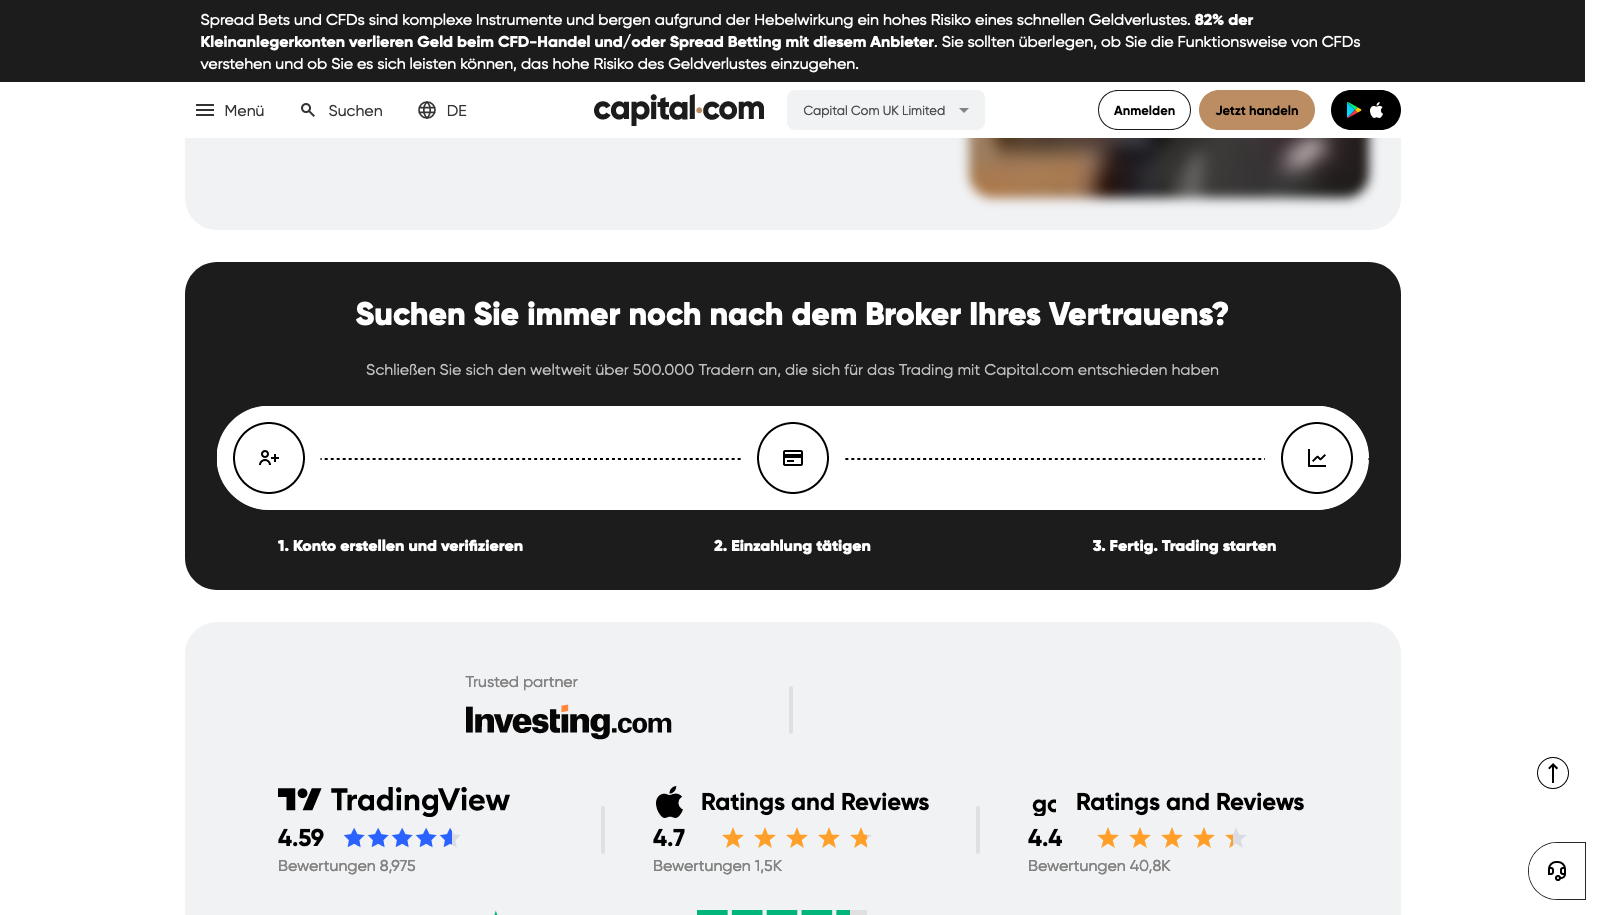 Spread Bets und CFDs sind komplexe Instrumente und bergen aufgrund der Hebelwirkung ein hohes Risiko eines schnellen Geldverlustes. 82% der
Kleinanlegerkonten verlieren Geld beim CFD-Handel und/oder Spread Betting mit diesem Anbieter. Sie sollten überlegen, ob Sie die Funktionsweise von CFDs
verstehen und ob Sie es sich leisten können, das hohe Risiko des Geldverlustes einzugehen.
Menü Suchen DE capital.com Capital Com UK Limited Anmelden Jetzt handeln
Suchen Sie immer noch nach dem Broker Ihres Vertrauens?
Schließen Sie sich den weltweit über 500.000 Tradern an, die sich für das Trading mit Capital.com entschieden haben
1. Konto erstellen und verifizieren 2. Einzahlung tätigen 3. Fertig. Trading starten
Trusted partner
Investing.com
TradingView Ratings and Reviews Ratings and Reviews
4.59 4.7 4.4
Bewertungen 8,975 Bewertungen 1,5K Bewertungen 40,8K